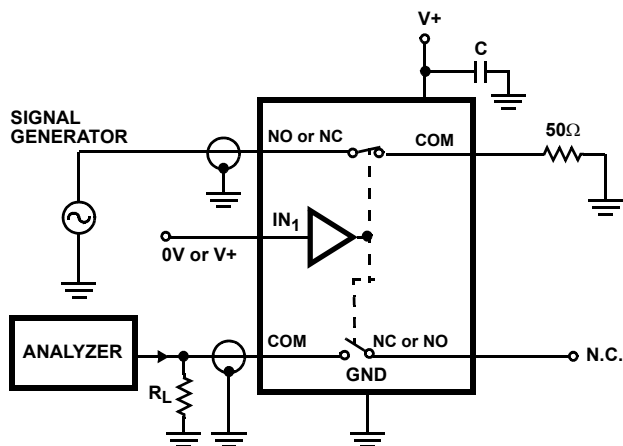 V+
C
SIGNAL
GENERATOR
NO or NC
COM
50Ω
IN1
0V or V+
ANALYZER
COM
NC or NO
N.C.
RL
GND